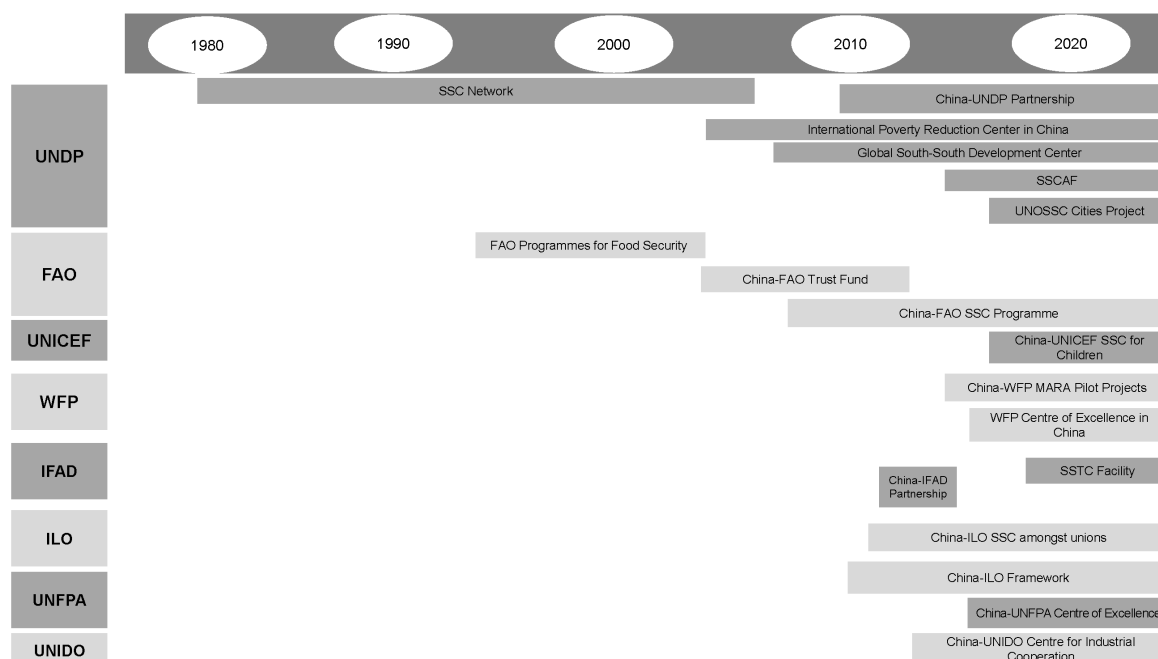 1980
1990
2000
2010
2020
UNDP
SSC Network
China-UNDP Partnership
International Poverty Reduction Center in China
Global South-South Development Center
SSCAF
UNOSSC Cities Project
FAO
FAO Programmes for Food Security
China-FAO Trust Fund
China-FAO SSC Programme
UNICEF
China-UNICEF SSC for
Children
WFP
China-WFP MARA Pilot Projects
WFP Centre of Excellence in
China
IFAD
SSTC Facility
China-IFAD
Partnership
ILO
China-ILO SSC amongst unions
China-ILO Framework
UNFPA
China-UNFPA Centre of Excellence
UNIDO
China-UNIDO Centre for Industrial
Cooperation